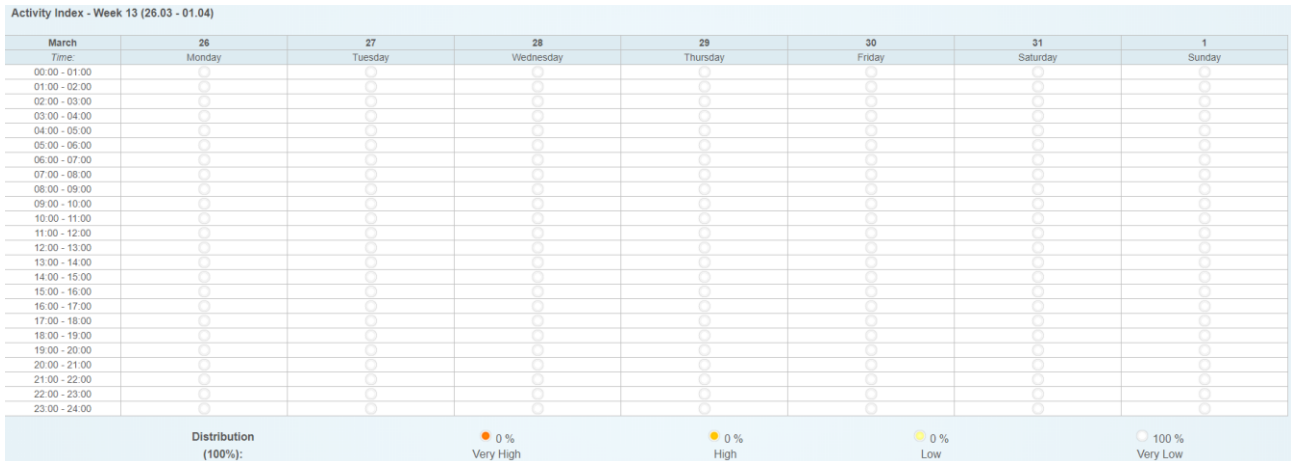 Activity Index - Week 13 (26.03 - 01.04)
March 26 27 28 29 30 31 1
Time: Monday Tuesday Wednesday Thursday Friday Saturday Sunday
00:00 - 01:00
01:00 - 02:00
02:00 - 03:00
03:00 - 04:00
04:00 - 05:00
05:00 - 06:00
06:00 - 07:00
07:00 - 08:00
08:00 - 09:00
09:00 - 10:00
10:00 - 11:00
11:00 - 12:00
12:00 - 13:00
13:00 - 14:00
14:00 - 15:00
15:00 - 16:00
16:00 - 17:00
17:00 - 18:00
18:00 - 19:00
19:00 - 20:00
20:00 - 21:00
21:00 - 22:00
22:00 - 23:00
23:00 - 24:00
Distribution 0 % 0 % 0 % 100 %
(100%): Very High High Low Very Low